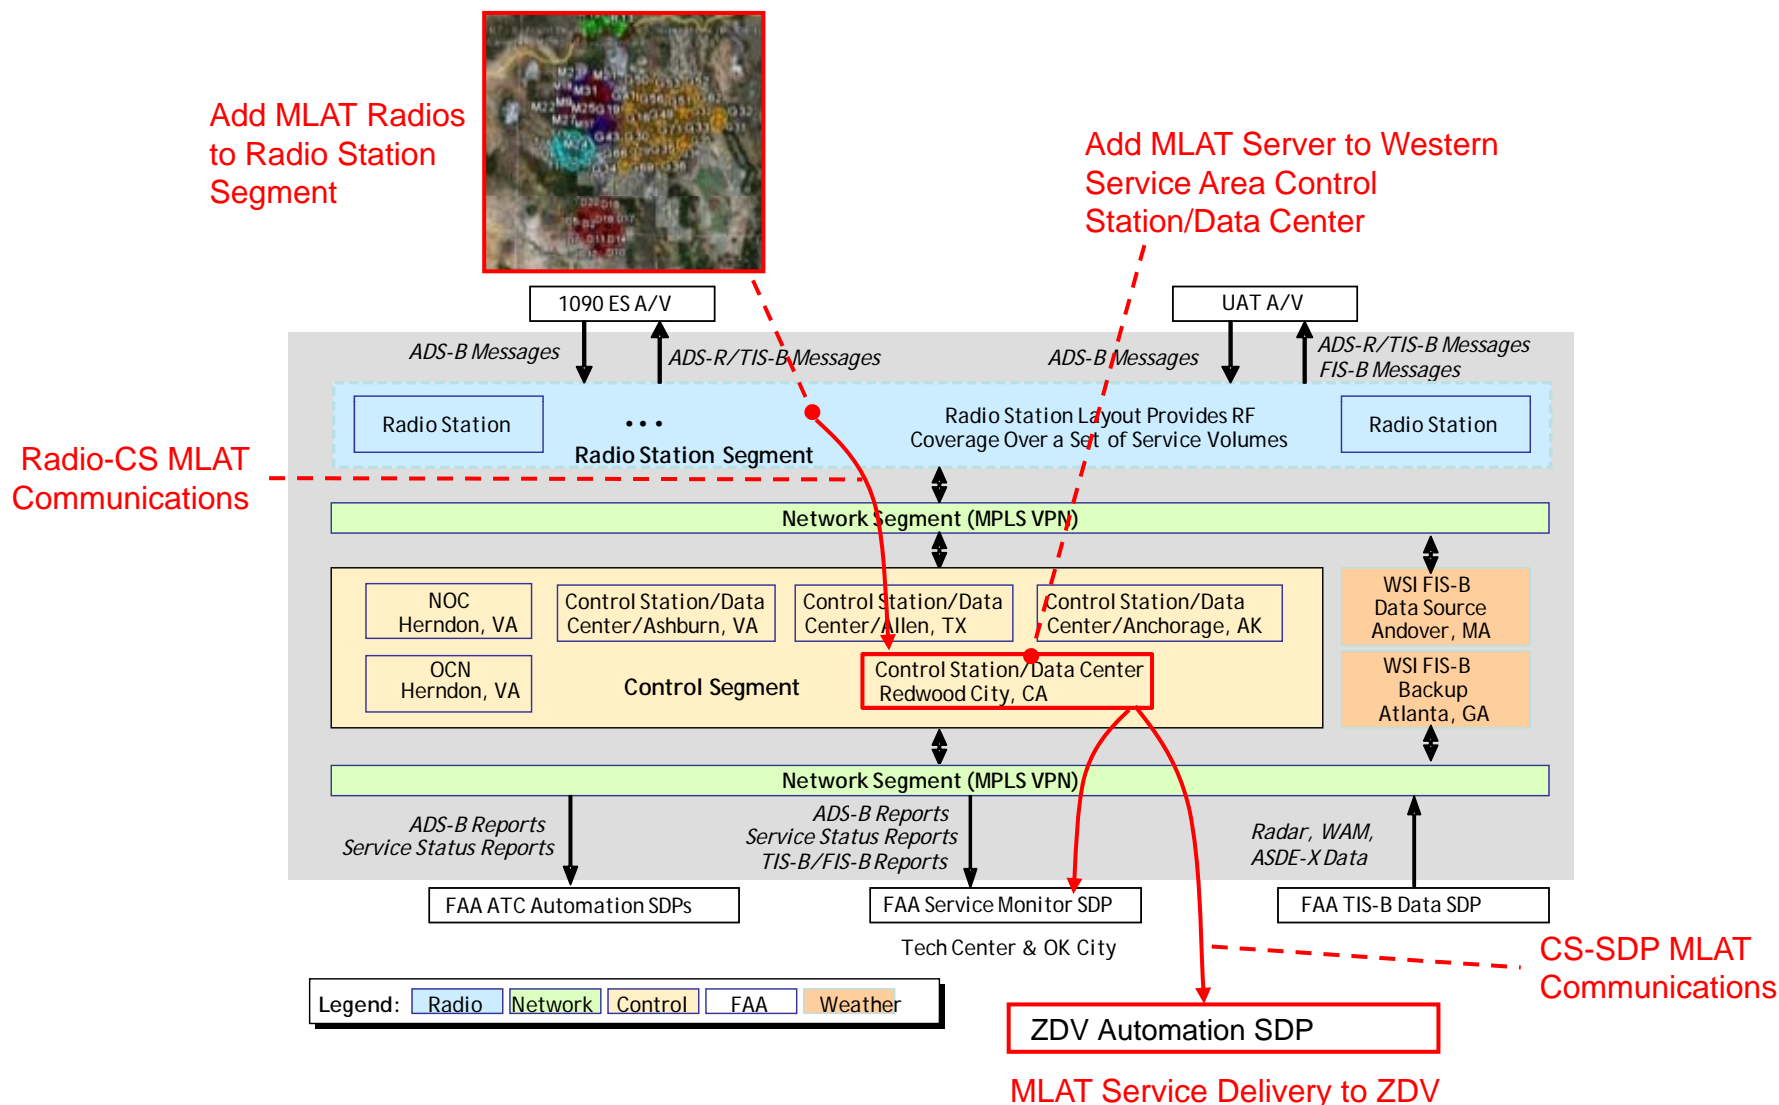 Add MLAT Radios
to Radio Station
Segment
Add MLAT Server to Western
Service Area Control
Station/Data Center
1090 ES A/V
UAT A/V
ADS-B Messages
ADS-R/TIS-B Messages
ADS-B Messages
ADS-R/TIS-B Messages
FIS-B Messages
Radio Station
...
Radio Station Segment
Radio Station Layout Provides RF
Coverage Over a Set of Service Volumes
Radio Station
Radio-CS MLAT
Communications
Network Segment (MPLS VPN)
NOC
Herndon, VA
Control Station/Data
Center/Ashburn, VA
Control Station/Data
Center/Allen, TX
Control Station/Data
Center/Anchorage, AK
WSI FIS-B
Data Source
Andover, MA
OCN
Herndon, VA
Control Segment
Control Station/Data Center
Redwood City, CA
WSI FIS-B
Backup
Atlanta, GA
Network Segment (MPLS VPN)
ADS-B Reports
Service Status Reports
ADS-B Reports
Service Status Reports
TIS-B/FIS-B Reports
Radar, WAM,
ASDE-X Data
FAA ATC Automation SDPs
FAA Service Monitor SDP
FAA TIS-B Data SDP
Tech Center & OK City
CS-SDP MLAT
Communications
Legend: Radio Network Control FAA Weather
ZDV Automation SDP
MLAT Service Delivery to ZDV